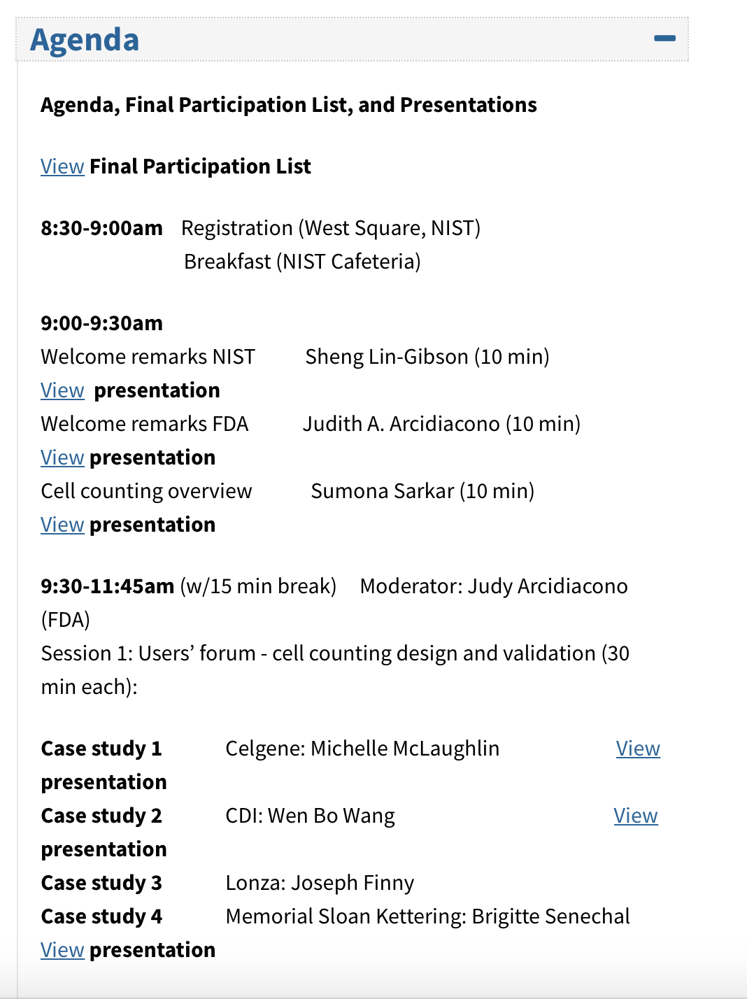 Agenda
Agenda, Final Participation List, and Presentations
View Final Participation List
8:30-9:00am Registration (West Square, NIST)
Breakfast (NIST Cafeteria)
9:00-9:30am
Welcome remarks NIST Sheng Lin-Gibson (10 min)
View presentation
Welcome remarks FDA Judith A. Arcidiacono (10 min)
View presentation
Cell counting overview Sumona Sarkar (10 min)
View presentation
9:30-11:45am (w/15 min break) Moderator: Judy Arcidiacono
(FDA)
Session 1: Users’ forum - cell counting design and validation (30
min each):
Case study 1 Celgene: Michelle McLaughlin View
presentation
Case study 2 CDI: Wen Bo Wang View
presentation
Case study 3 Lonza: Joseph Finny
Case study 4 Memorial Sloan Kettering: Brigitte Senechal
View presentation